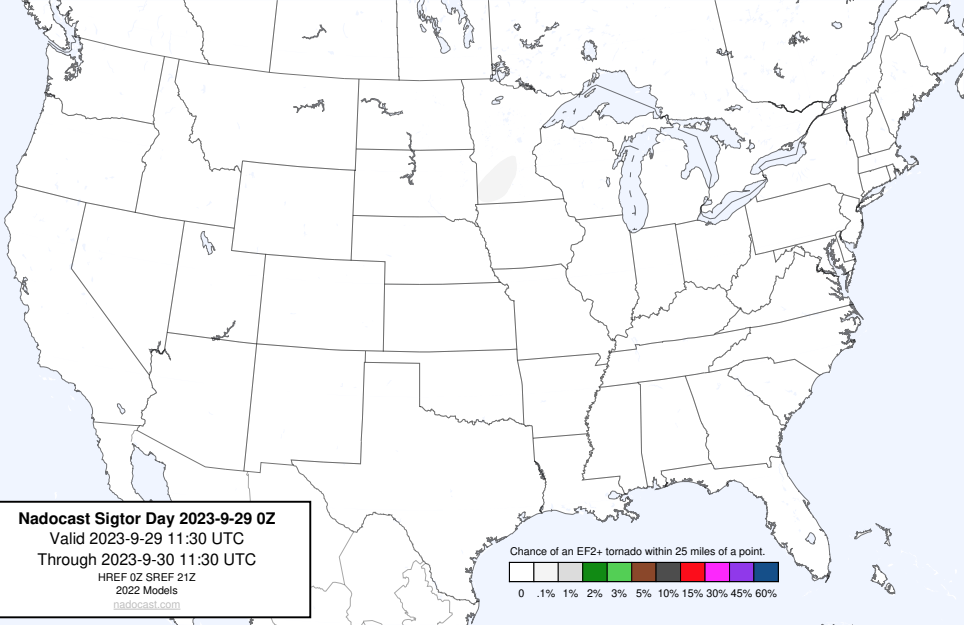 Nadocast Sigtor Day 2023-9-29 0Z
Valid 2023-9-29 11:30 UTC
Through 2023-9-30 11:30 UTC
HREF 0Z SREF 21Z
2022 Models
nadocast.com
Chance of an EF2+ tornado within 25 miles of a point.
0 .1% 1% 2% 3% 5% 10% 15% 30% 45% 60%